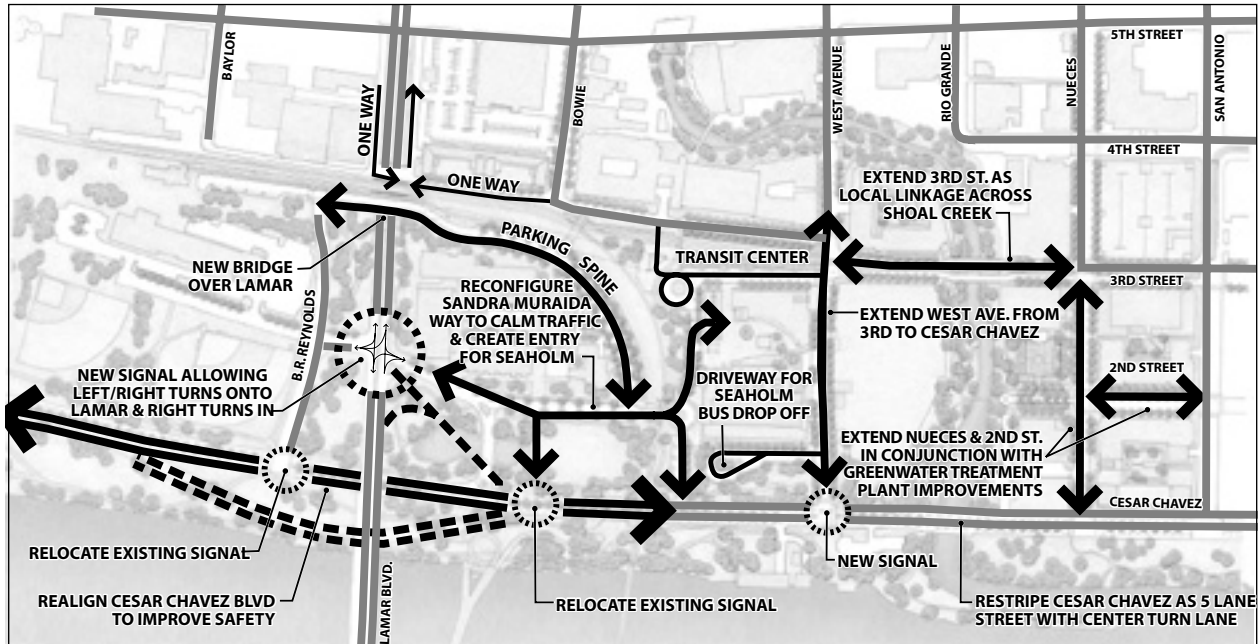 5TH STREET
BAYLOR
BOWIE
WEST AVENUE
RIO GRANDE
NUECES
SAN ANTONIO
ONE WAY
4TH STREET
ONE WAY
EXTEND 3RD ST. AS
LOCAL LINKAGE ACROSS
SHOAL CREEK
PARKING SPINE
TRANSIT CENTER
NEW BRIDGE
OVER LAMAR
3RD STREET
RECONFIGURE
SANDRA MURAIDA
WAY TO CALM TRAFFIC
& CREATE ENTRY
FOR SEAHOLM
EXTEND WEST AVE. FROM
3RD TO CESAR CHAVEZ
B.R. REYNOLDS
NEW SIGNAL ALLOWING
LEFT/RIGHT TURNS ONTO
LAMAR & RIGHT TURNS IN
2ND STREET
DRIVEWAY FOR
SEAHOLM
BUS DROP OFF
EXTEND NUECES & 2ND ST.
IN CONJUNCTION WITH
GREENWATER TREATMENT
PLANT IMPROVEMENTS
CESAR CHAVEZ
RELOCATE EXISTING SIGNAL
NEW SIGNAL
REALIGN CESAR CHAVEZ BLVD
TO IMPROVE SAFETY
LAMAR BLVD.
RELOCATE EXISTING SIGNAL
RESTRIPE CESAR CHAVEZ AS 5 LANE
STREET WITH CENTER TURN LANE